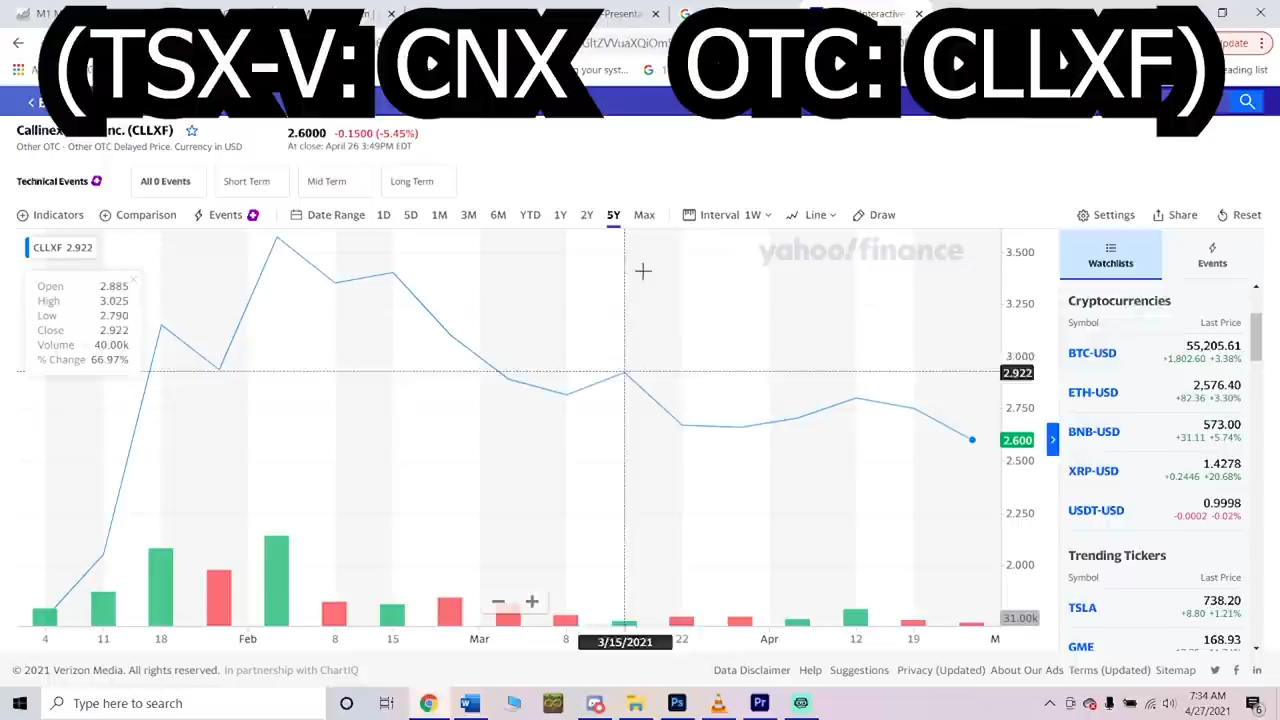 M1
-Presenta
nteractive
(TSX-V: CNX OTC: CLLXF)
GltZVVuaXQiOm
Update
n your syst...
eading list
Callinex
Inc. (CLLXF)
2.6000 -0.1500 (-5.45%)
Other OTC - Other OTC Delayed Price. Currency in USD
At close: April 26 3:49PM EDT
Technical Events
All 0 Events
Short Term
Mid Term
Long Term
Indicators
Comparison
Events
Date Range
1D
5D
1M
3M
6M
YTD
1Y
2Y
5Y
Max
Interval 1W
Line
Draw
Settings
Share
Reset
CLLXF 2.922
Open 2.885
High 3.025
Low 2.790
Close 2.922
Volume 40.00k
% Change 66.97%
yahoo!finance
3.500
3.250
3.000
2.922
2.750
2.600
2.500
2.250
2.000
31.00k
4
11
18
Feb
8
15
Mar
8
3/15/2021
22
Apr
12
19
M
Watchlists
Events
Cryptocurrencies
Symbol Last Price
BTC-USD 55,205.61
+1,802.60 +3.38%
ETH-USD 2,576.40
+82.36 +3.30%
BNB-USD 573.00
+31.11 +5.74%
XRP-USD 1.4278
+0.2446 +20.68%
USDT-USD 0.9998
-0.0002 -0.02%
Trending Tickers
Symbol Last Price
TSLA 738.20
+8.80 +1.21%
GME 168.93
© 2021 Verizon Media. All rights reserved. In partnership with ChartIQ
Data Disclaimer Help Suggestions Privacy (Updated) About Our Ads Terms (Updated) Sitemap
Type here to search
7:34 AM
4/27/2021
6